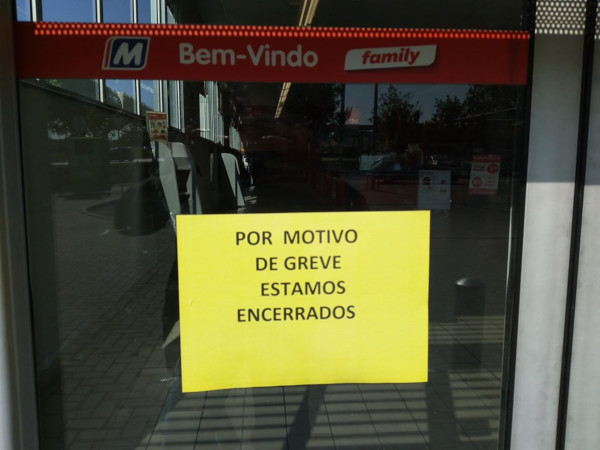 M Bem-Vindo family
POR MOTIVO
DE GREVE
ESTAMOS
ENCERRADOS